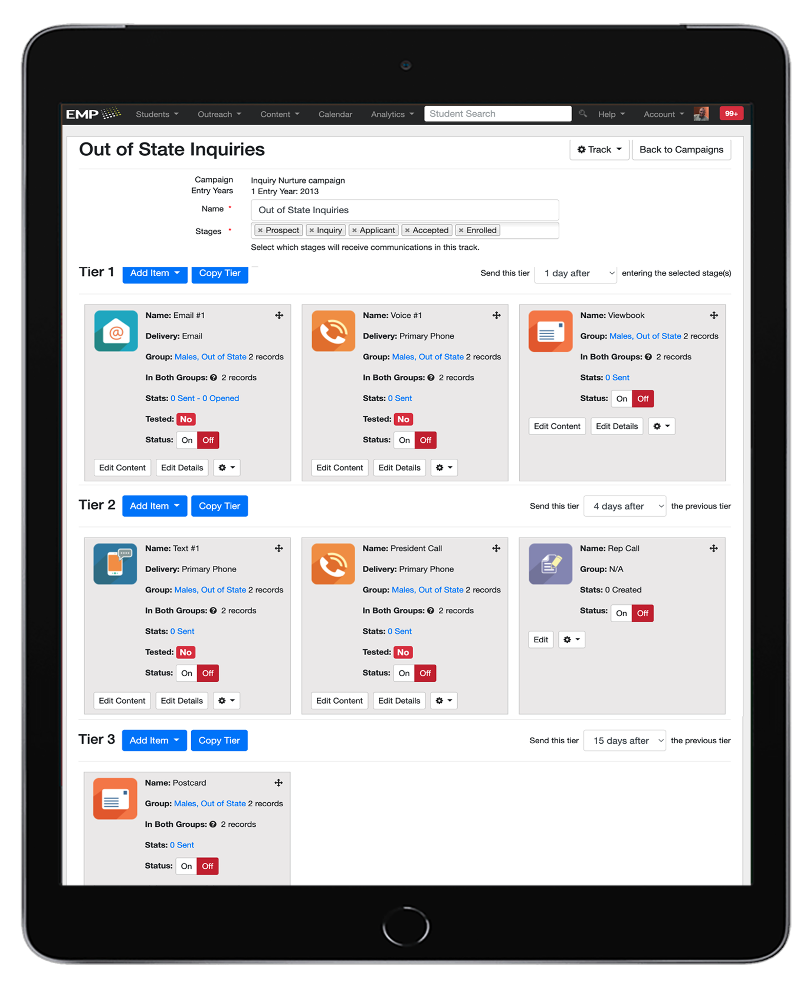 EMP Students Outreach Content Calendar Analytics Student Search Help Account 99+
Out of State Inquiries Track Back to Campaigns
Campaign Inquiry Nurture campaign
Entry Years 1 Entry Year: 2013
Name * Out of State Inquiries
Stages * × Prospect × Inquiry × Applicant × Accepted × Enrolled
Select which stages will receive communications in this track.
Tier 1 Add Item Copy Tier Send this tier 1 day after entering the selected stage(s)
Name: Email #1
Delivery: Email
Group: Males, Out of State 2 records
In Both Groups: ? 2 records
Stats: 0 Sent - 0 Opened
Tested: No
Status: On Off
Edit Content Edit Details
Name: Voice #1
Delivery: Primary Phone
Group: Males, Out of State 2 records
In Both Groups: ? 2 records
Stats: 0 Sent
Tested: No
Status: On Off
Edit Content Edit Details
Name: Viewbook
Group: Males, Out of State 2 records
In Both Groups: ? 2 records
Stats: 0 Sent
Status: On Off
Edit Content Edit Details
Tier 2 Add Item Copy Tier Send this tier 4 days after the previous tier
Name: Text #1
Delivery: Primary Phone
Group: Males, Out of State 2 records
In Both Groups: ? 2 records
Stats: 0 Sent
Tested: No
Status: On Off
Edit Content Edit Details
Name: President Call
Delivery: Primary Phone
Group: Males, Out of State 2 records
In Both Groups: ? 2 records
Stats: 0 Sent
Tested: No
Status: On Off
Edit Content Edit Details
Name: Rep Call
Group: N/A
Stats: 0 Created
Status: On Off
Edit
Tier 3 Add Item Copy Tier Send this tier 15 days after the previous tier
Name: Postcard
Group: Males, Out of State 2 records
In Both Groups: ? 2 records
Stats: 0 Sent
Status: On Off